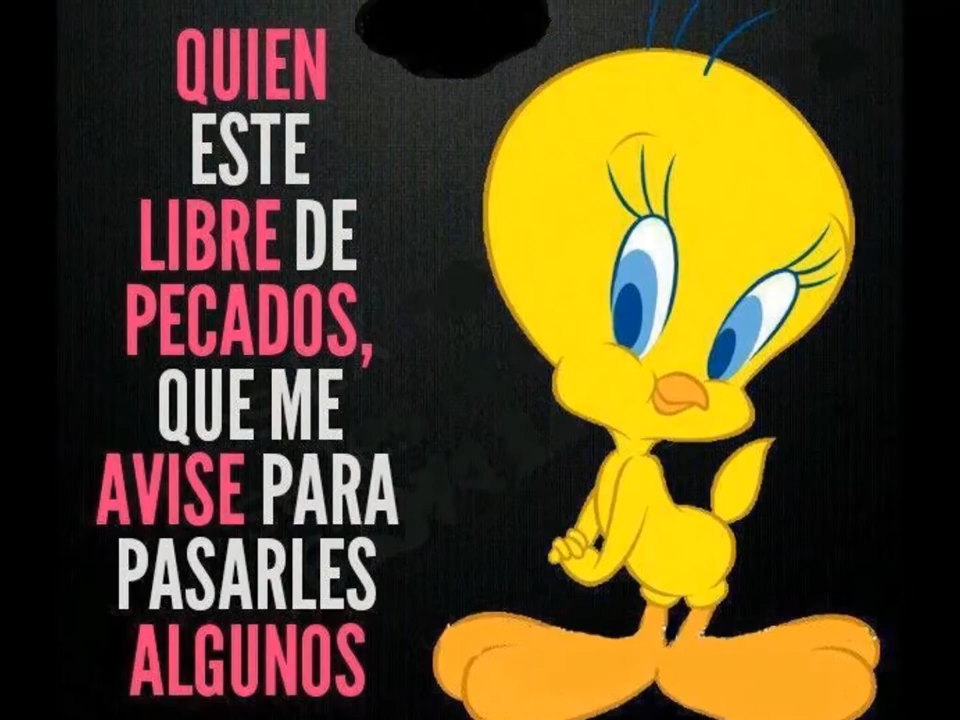 QUIEN
ESTE
LIBRE DE
PECADOS,
QUE ME
AVISE PARA
PASARLES
ALGUNOS